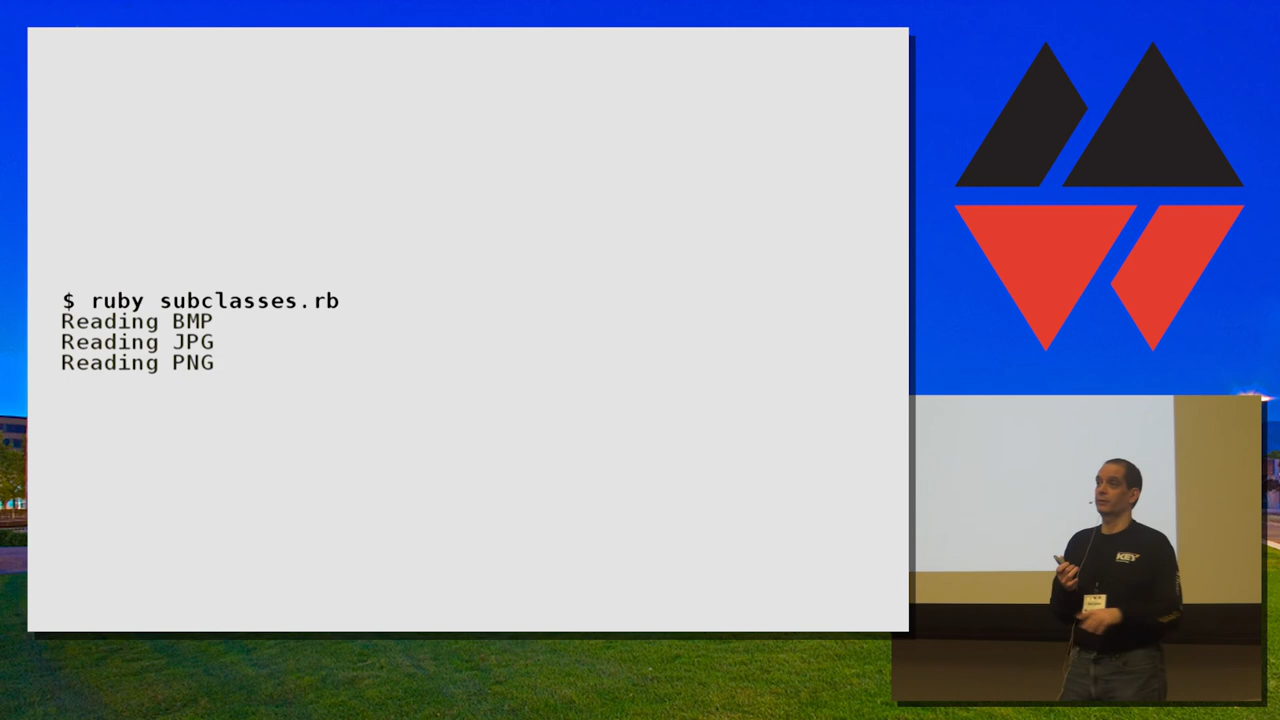 $ ruby subclasses.rb
Reading BMP
Reading JPG
Reading PNG
KEY